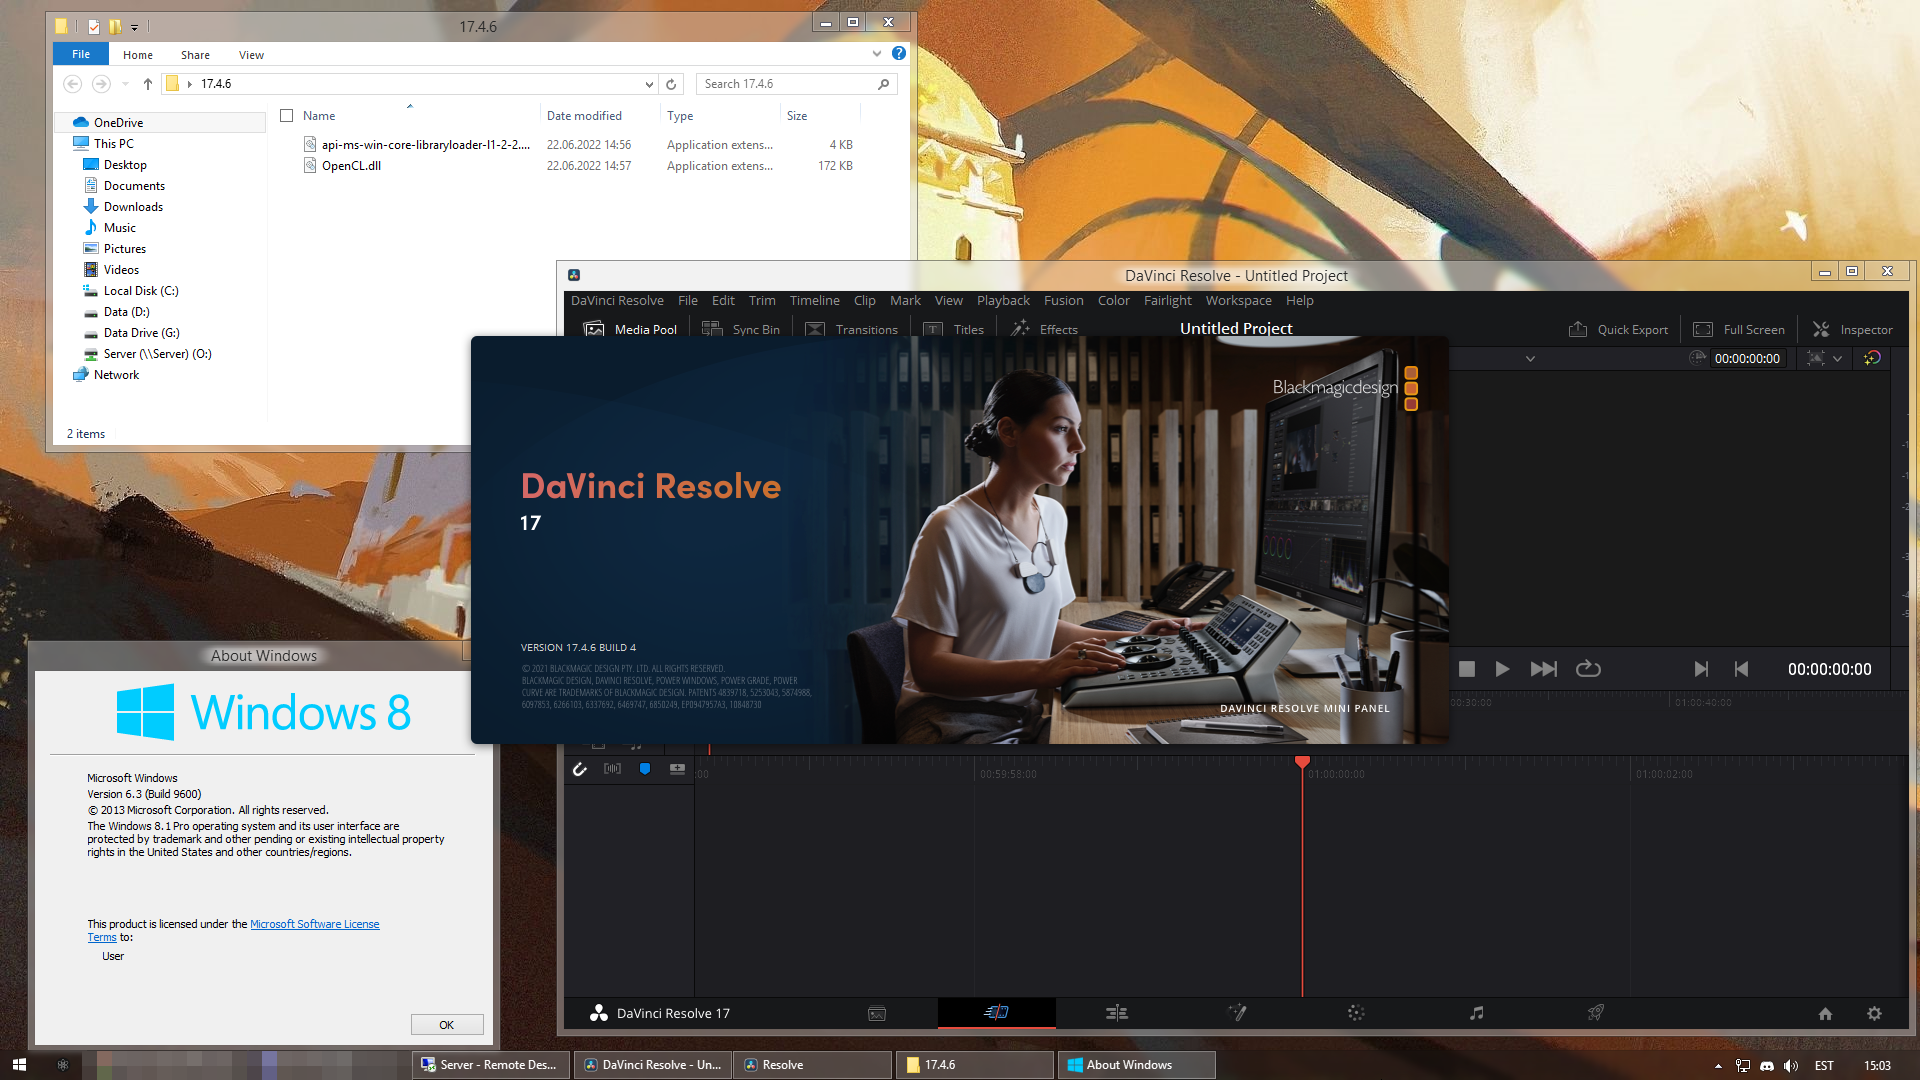 17.4.6
File Home Share View
17.4.6
Search 17.4.6
Name Date modified Type Size
api-ms-win-core-libraryloader-l1-2-2.... 22.06.2022 14:56 Application extens... 4 KB
OpenCL.dll 22.06.2022 14:57 Application extens... 172 KB
OneDrive
This PC
Desktop
Documents
Downloads
Music
Pictures
Videos
Local Disk (C:)
Data (D:)
Data Drive (G:)
Server (\\Server) (O:)
Network
2 items
DaVinci Resolve - Untitled Project
DaVinci Resolve File Edit Trim Timeline Clip Mark View Playback Fusion Color Fairlight Workspace Help
Media Pool Sync Bin Transitions Titles Effects Untitled Project Quick Export Full Screen Inspector
00:00:00:00
Blackmagicdesign
DaVinci Resolve
17
VERSION 17.4.6 BUILD 4
© 2021 BLACKMAGIC DESIGN PTY. LTD. ALL RIGHTS RESERVED.
BLACKMAGIC DESIGN, DAVINCI RESOLVE, POWER WINDOWS, POWER GRADE, POWER
CURVE ARE TRADEMARKS OF BLACKMAGIC DESIGN. PATENTS 4839718, 5253043, 5874988,
6097853, 6266103, 6337692, 6469747, 6850249, EP0947957A3, 10848730
DAVINCI RESOLVE MINI PANEL
00:00:00:00
00:30:00 01:00:40:00
:00 00:59:58:00 01:00:00:00 01:00:02:00
DaVinci Resolve 17
About Windows
Windows 8
Microsoft Windows
Version 6.3 (Build 9600)
© 2013 Microsoft Corporation. All rights reserved.
The Windows 8.1 Pro operating system and its user interface are
protected by trademark and other pending or existing intellectual property
rights in the United States and other countries/regions.
This product is licensed under the Microsoft Software License
Terms to:
User
OK
Server - Remote Des... DaVinci Resolve - Un... Resolve 17.4.6 About Windows EST 15:03